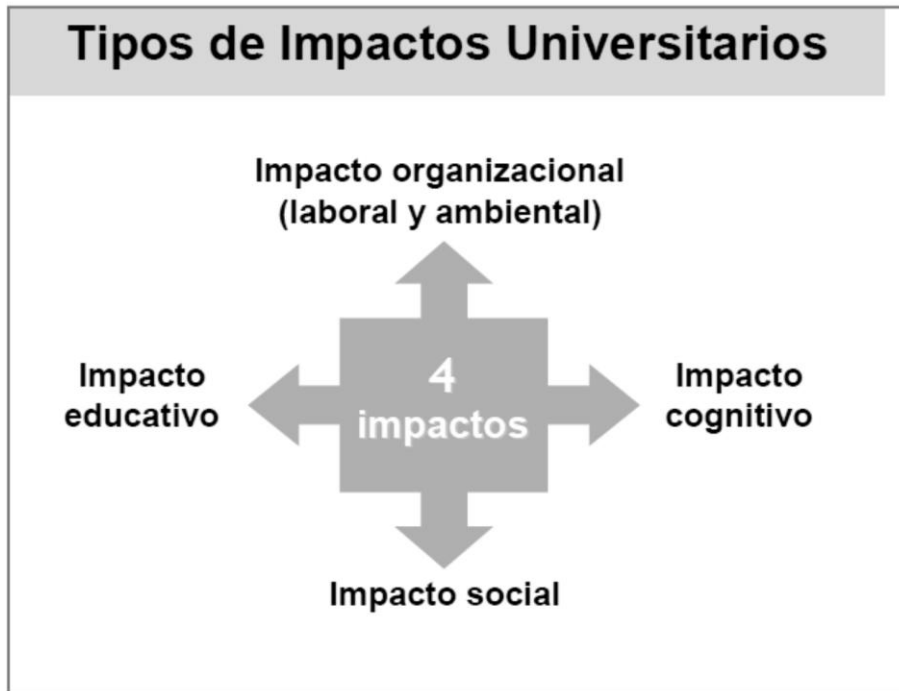 Tipos de Impactos Universitarios
Impacto organizacional
(laboral y ambiental)
Impacto
educativo
4
impactos
Impacto
cognitivo
Impacto social